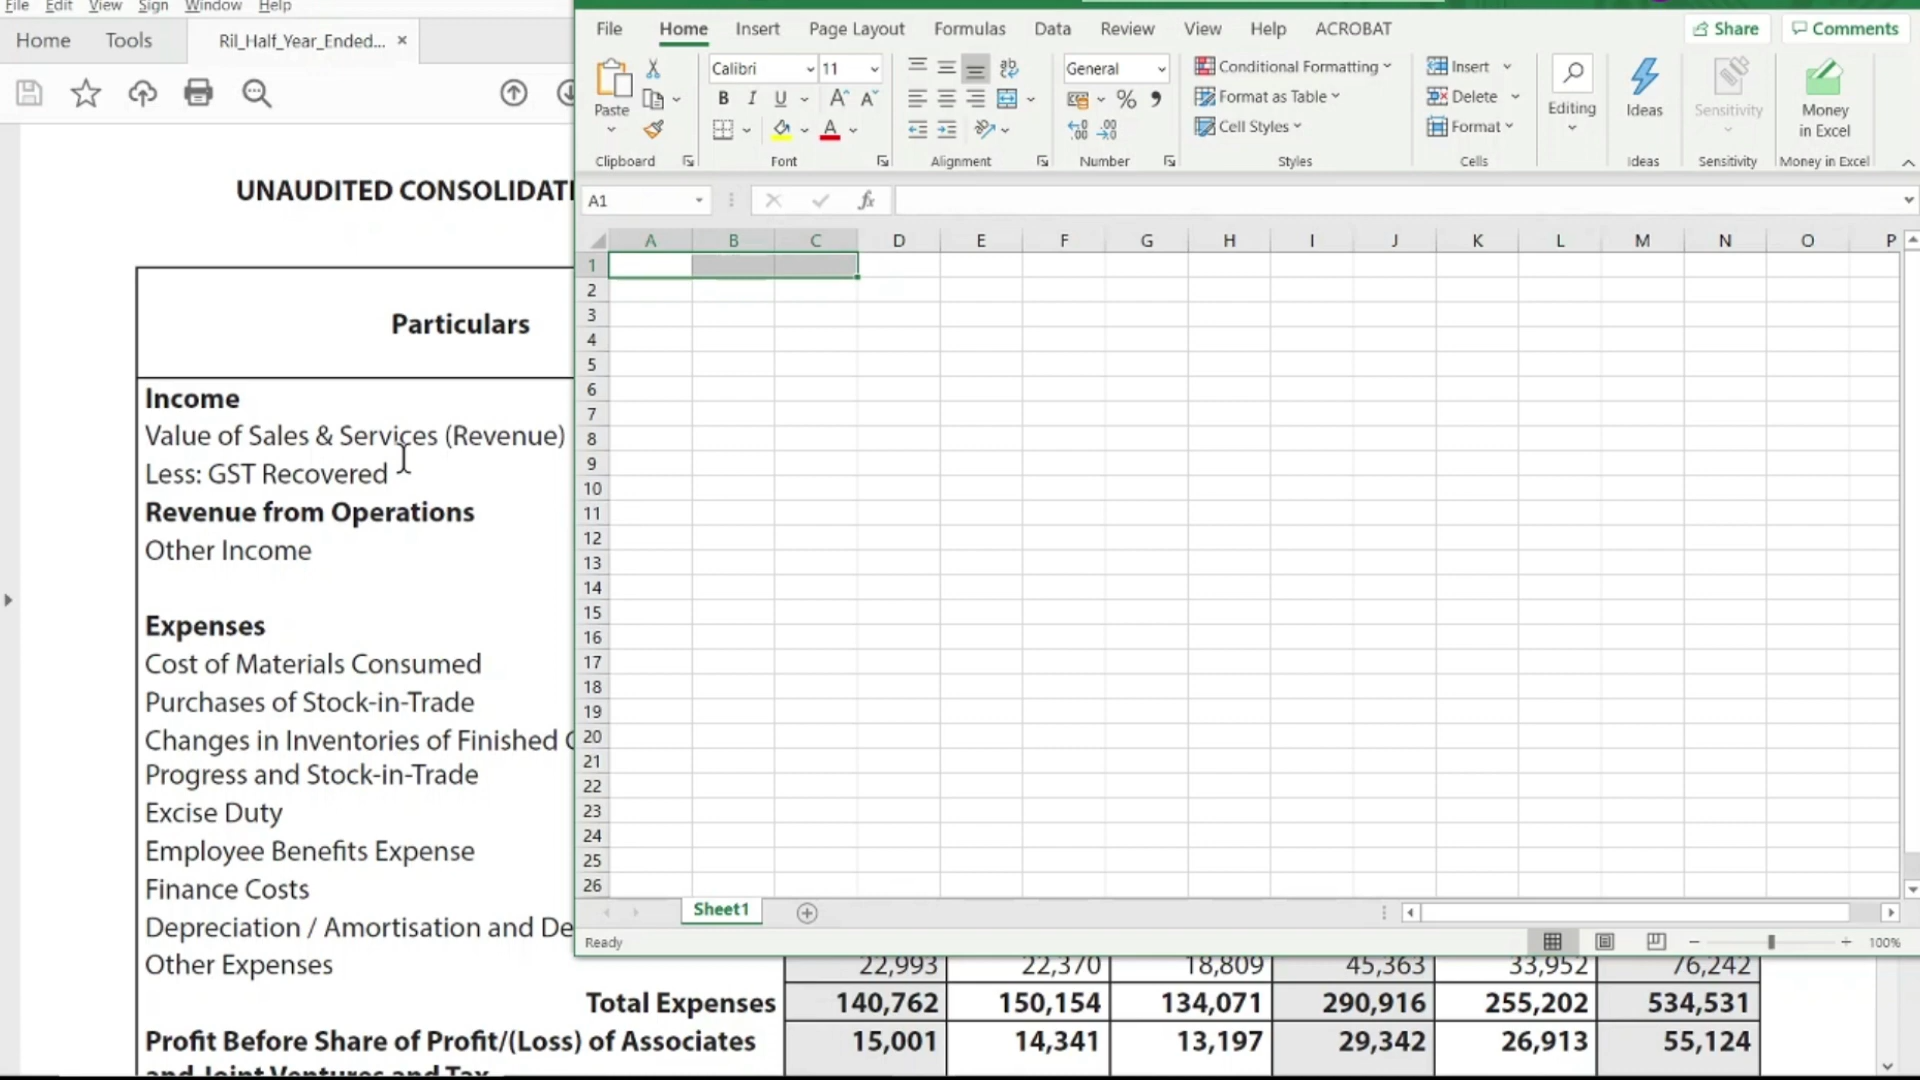 File Edit View Sign Window Help
Home Tools Ril_Half_Year_Ended... ×
UNAUDITED CONSOLIDATI
Particulars
Income
Value of Sales & Services (Revenue)
Less: GST Recovered
Revenue from Operations
Other Income
Expenses
Cost of Materials Consumed
Purchases of Stock-in-Trade
Changes in Inventories of Finished
Progress and Stock-in-Trade
Excise Duty
Employee Benefits Expense
Finance Costs
Depreciation / Amortisation and De
Other Expenses 22,993 22,370 18,809 45,363 33,952 76,242
Total Expenses 140,762 150,154 134,071 290,916 255,202 534,531
Profit Before Share of Profit/(Loss) of Associates 15,001 14,341 13,197 29,342 26,913 55,124
and Joint Ventures and Tax
File Home Insert Page Layout Formulas Data Review View Help ACROBAT Share Comments
Paste
Calibri 11
B I U A A
General
% 9
Conditional Formatting
Format as Table
Cell Styles
Insert
Delete
Format
Editing
Ideas
Sensitivity
Money
in Excel
Clipboard Font Alignment Number Styles Cells Ideas Sensitivity Money in Excel
A1 fx
A B C D E F G H I J K L M N O P
1
2
3
4
5
6
7
8
9
10
11
12
13
14
15
16
17
18
19
20
21
22
23
24
25
26
Sheet1
Ready 100%